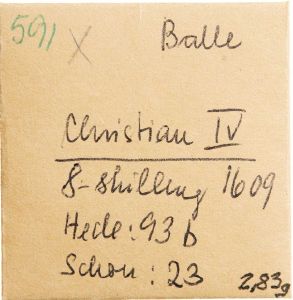 591 X Balle
Christian IV
8-skilling 1609
Hede: 93 b
Schou: 23
2,83g